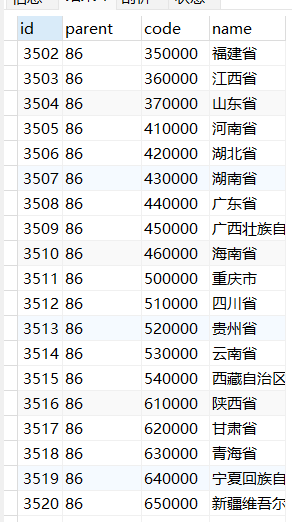 id parent code name
3502 86 350000 福建省
3503 86 360000 江西省
3504 86 370000 山东省
3505 86 410000 河南省
3506 86 420000 湖北省
3507 86 430000 湖南省
3508 86 440000 广东省
3509 86 450000 广西壮族自
3510 86 460000 海南省
3511 86 500000 重庆市
3512 86 510000 四川省
3513 86 520000 贵州省
3514 86 530000 云南省
3515 86 540000 西藏自治区
3516 86 610000 陕西省
3517 86 620000 甘肃省
3518 86 630000 青海省
3519 86 640000 宁夏回族自
3520 86 650000 新疆维吾尔